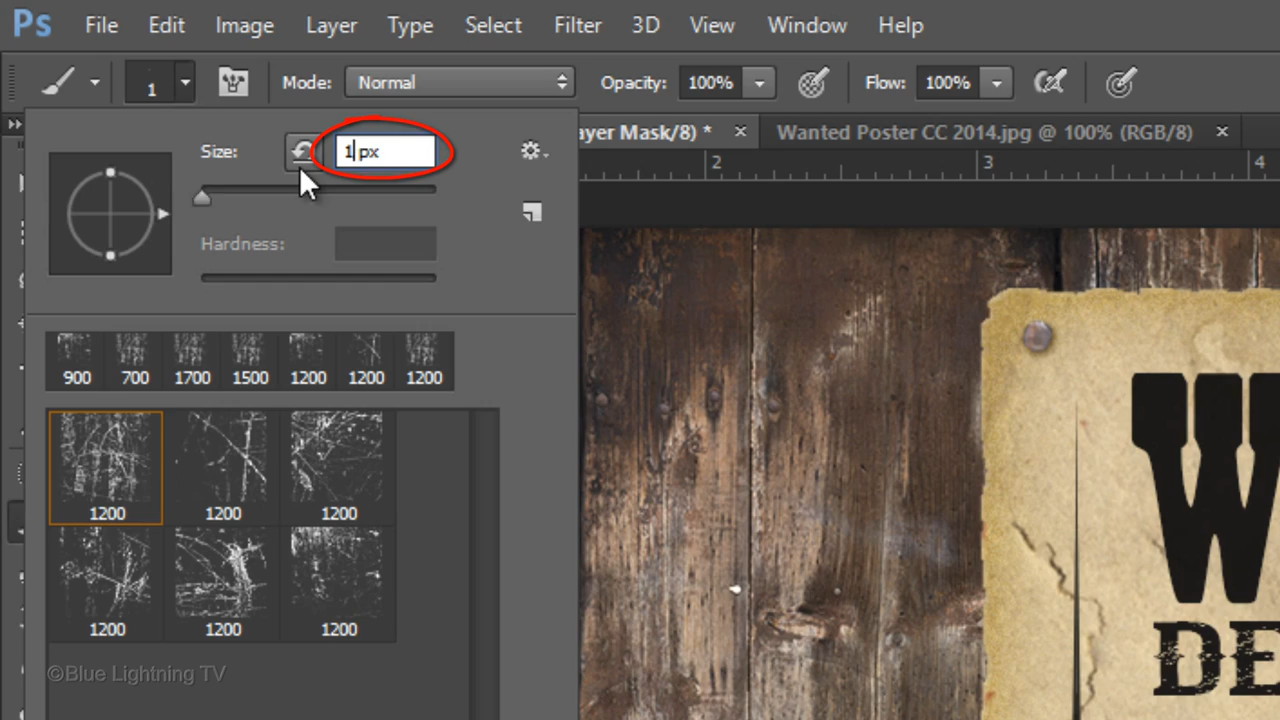 Ps File Edit Image Layer Type Select Filter 3D View Window Help
1 Mode: Normal Opacity: 100% Flow: 100%
Size: 1 px
ayer Mask/8) * × Wanted Poster CC 2014.jpg @ 100% (RGB/8) ×
2 3 4
Hardness:
900 700 1700 1500 1200 1200 1200
1200 1200 1200
1200 1200 1200
W
DE
©Blue Lightning TV